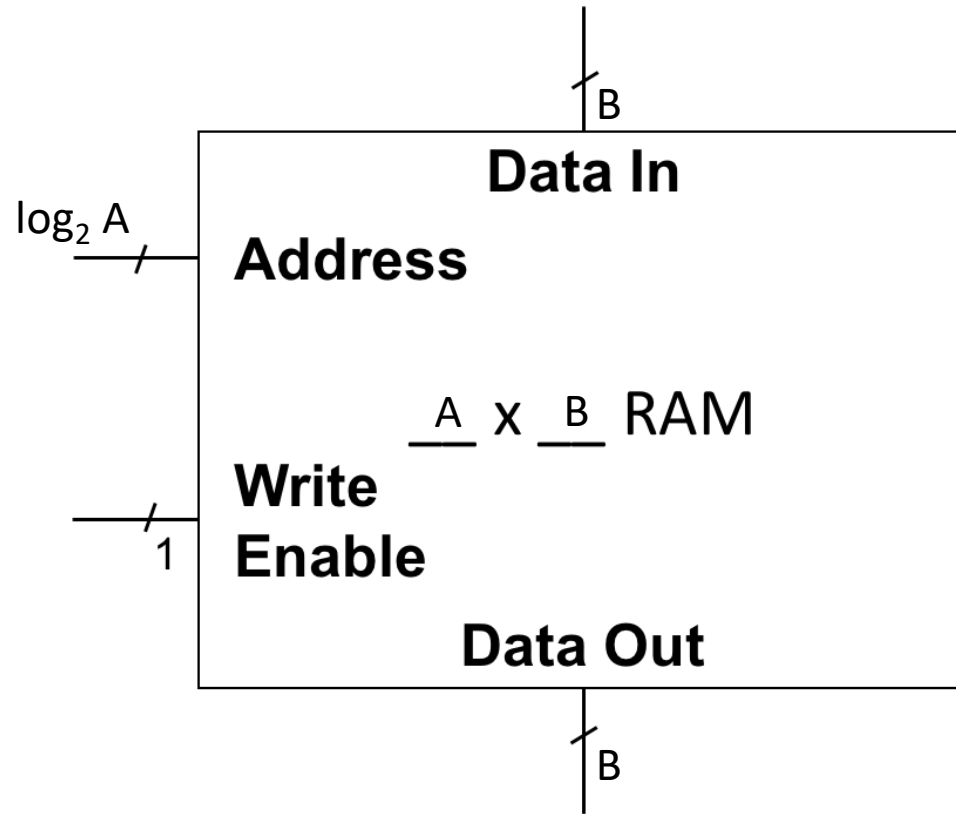 B
Data In
log₂ A
Address
A x B RAM
Write
Enable
1
Data Out
B